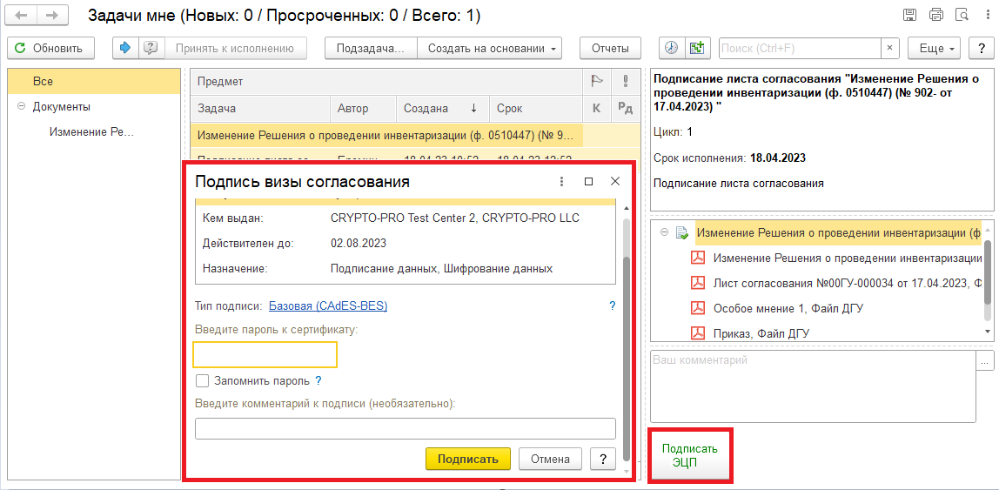 Задачи мне (Новых: 0 / Просроченных: 0 / Всего: 1)
Обновить
Принять к исполнению
Подзадача...
Создать на основании
Отчеты
Поиск (Ctrl+F)
×
Еще
?
Все
Документы
Изменение Ре...
Предмет
Задача
Автор
Создана ↓
Срок
К
Рд
Изменение Решения о проведении инвентаризации (ф. 0510447) (№ 9...
Подписание листа со...
18.04.23 10:52
18.04.23 12:52
Подпись визы согласования
Кем выдан: CRYPTO-PRO Test Center 2, CRYPTO-PRO LLC
Действителен до: 02.08.2023
Назначение: Подписание данных, Шифрование данных
Тип подписи: Базовая (CAdES-BES) ?
Введите пароль к сертификату:
Запомнить пароль ?
Введите комментарий к подписи (необязательно):
Подписать
Отмена
?
Подписание листа согласования "Изменение Решения о
проведении инвентаризации (ф. 0510447) (№ 902- от
17.04.2023) "
Цикл: 1
Срок исполнения: 18.04.2023
Подписание листа согласования
Изменение Решения о проведении инвентаризации (ф
Изменение Решения о проведении инвентаризации
Лист согласования №00ГУ-000034 от 17.04.2023, Ф
Особое мнение 1, Файл ДГУ
Приказ, Файл ДГУ
Ваш комментарий
...
Подписать
ЭЦП